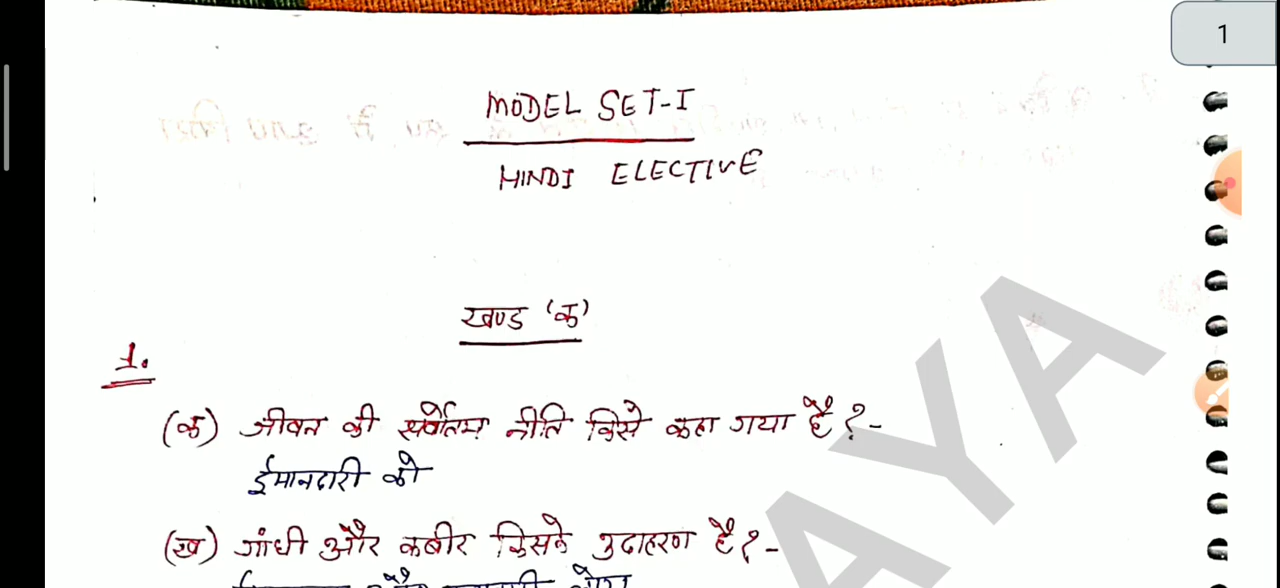 1
MODEL SET-I
HINDI ELECTIVE
खण्ड 'क'
1.
(क) जीवन की सर्वोतम नीति किसे कहा गया है?-
ईमानदारी को
(ख) गांधी और कबीर किसके उदाहरण है?-
AYA